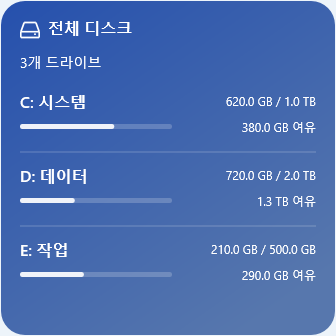 전체 디스크
3개 드라이브
C: 시스템 620.0 GB / 1.0 TB
380.0 GB 여유
D: 데이터 720.0 GB / 2.0 TB
1.3 TB 여유
E: 작업 210.0 GB / 500.0 GB
290.0 GB 여유